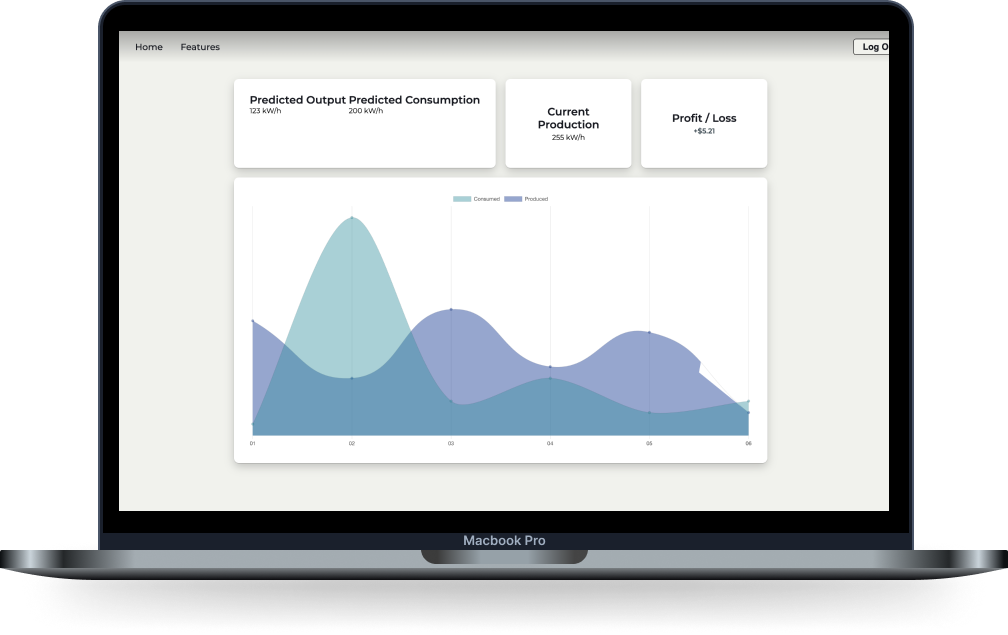 Home Features Log O
Predicted Output Predicted Consumption
123 kW/h 200 kW/h
Current
Production
255 kW/h
Profit / Loss
+$5.21
Consumed Produced
01 02 03 04 05 06
Macbook Pro